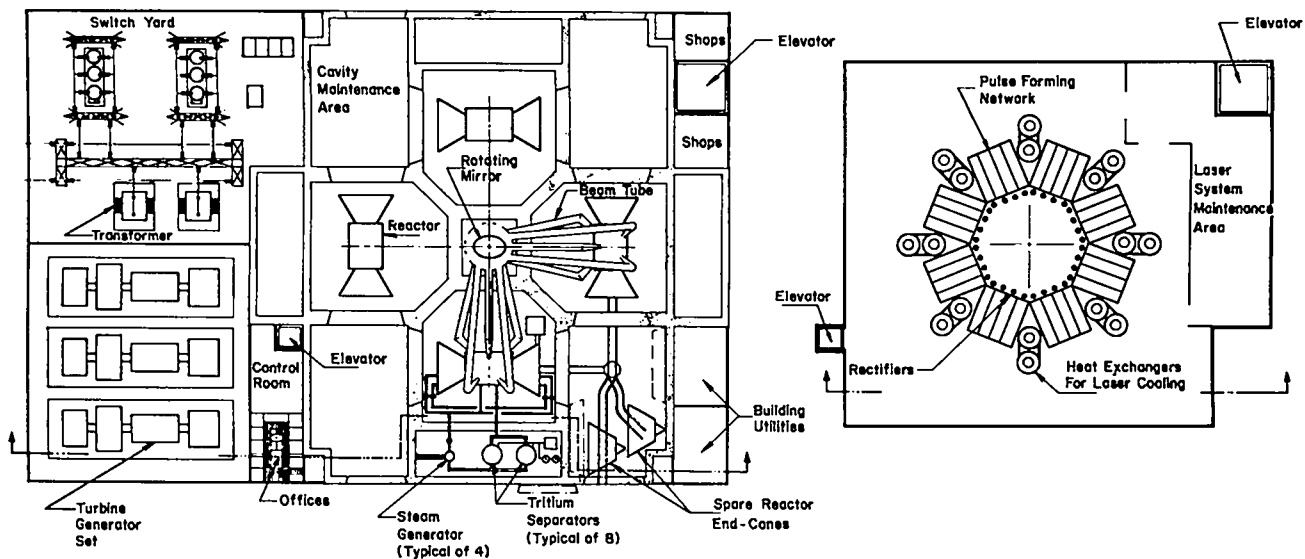 Switch Yard
Cavity
Maintenance
Area
Shops
Elevator
Shops
Rotating
Mirror
Beam Tube
Reactor
Transformer
Elevator
Control
Room
Building
Utilities
Turbine
Generator
Set
Offices
Steam
Generator
(Typical of 4)
Tritium
Separators
(Typical of 8)
Spare Reactor
End-Cones
Elevator
Pulse Forming
Network
Laser
System
Maintenance
Area
Elevator
Rectifiers
Heat Exchangers
For Laser Cooling